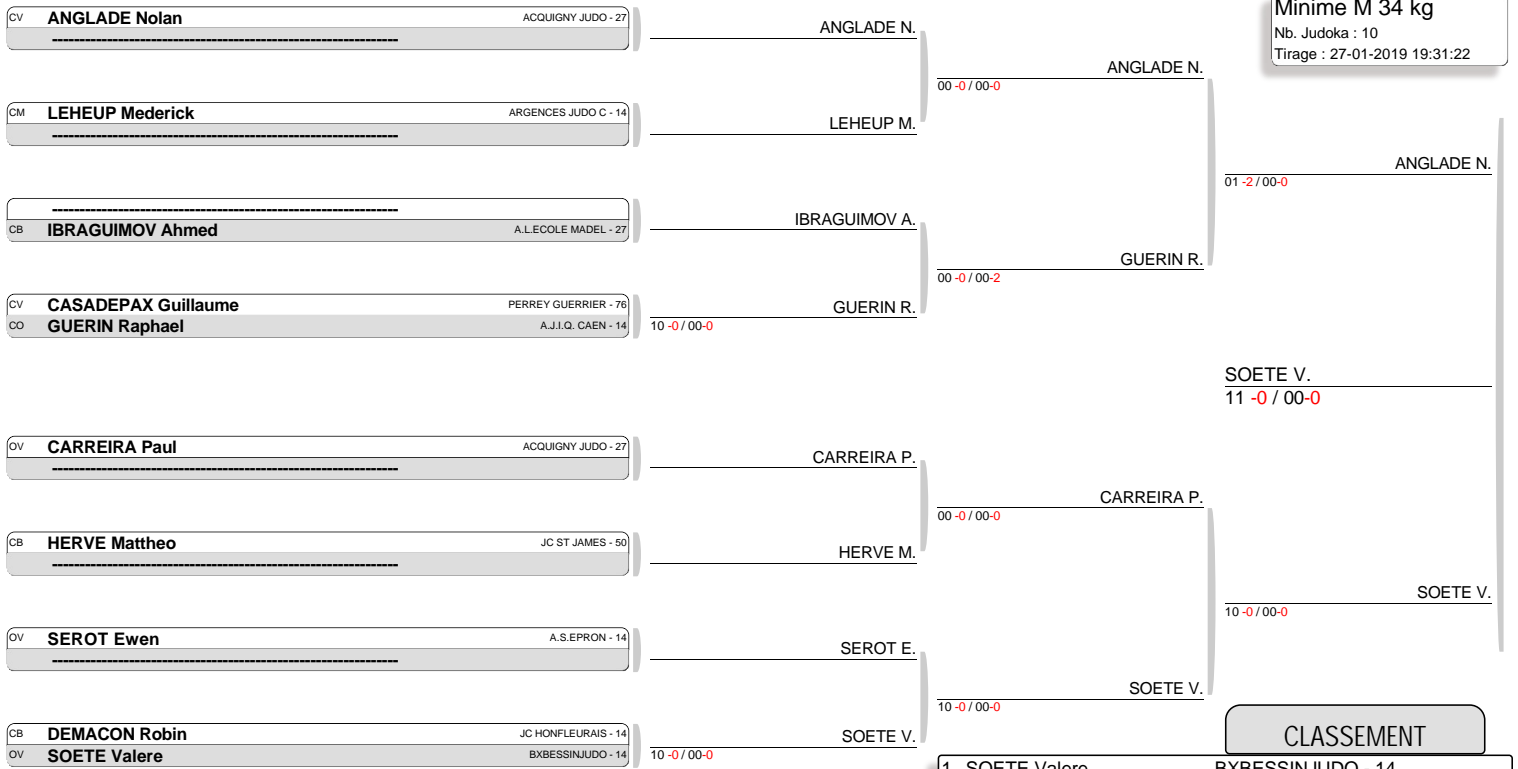 Minime M 34 kg
Nb. Judoka : 10
Tirage : 27-01-2019 19:31:22
CV ANGLADE Nolan ACQUIGNY JUDO - 27
----------------------------------------------------------------
ANGLADE N.
ANGLADE N.
00 -0 / 00-0
CM LEHEUP Mederick ARGENCES JUDO C - 14
----------------------------------------------------------------
LEHEUP M.
ANGLADE N.
01 -2 / 00-0
----------------------------------------------------------------
CB IBRAGUIMOV Ahmed A.L.ECOLE MADEL - 27
IBRAGUIMOV A.
GUERIN R.
00 -0 / 00-2
CV CASADEPAX Guillaume PERREY GUERRIER - 76
CO GUERIN Raphael A.J.I.Q. CAEN - 14
GUERIN R.
10 -0 / 00-0
SOETE V.
11 -0 / 00-0
OV CARREIRA Paul ACQUIGNY JUDO - 27
----------------------------------------------------------------
CARREIRA P.
CARREIRA P.
00 -0 / 00-0
CB HERVE Mattheo JC ST JAMES - 50
----------------------------------------------------------------
HERVE M.
SOETE V.
10 -0 / 00-0
OV SEROT Ewen A.S.EPRON - 14
----------------------------------------------------------------
SEROT E.
SOETE V.
10 -0 / 00-0
CB DEMACON Robin JC HONFLEURAIS - 14
OV SOETE Valere BXBESSINJUDO - 14
SOETE V.
10 -0 / 00-0
CLASSEMENT
1 SOETE Valere BXBESSINJUDO - 14